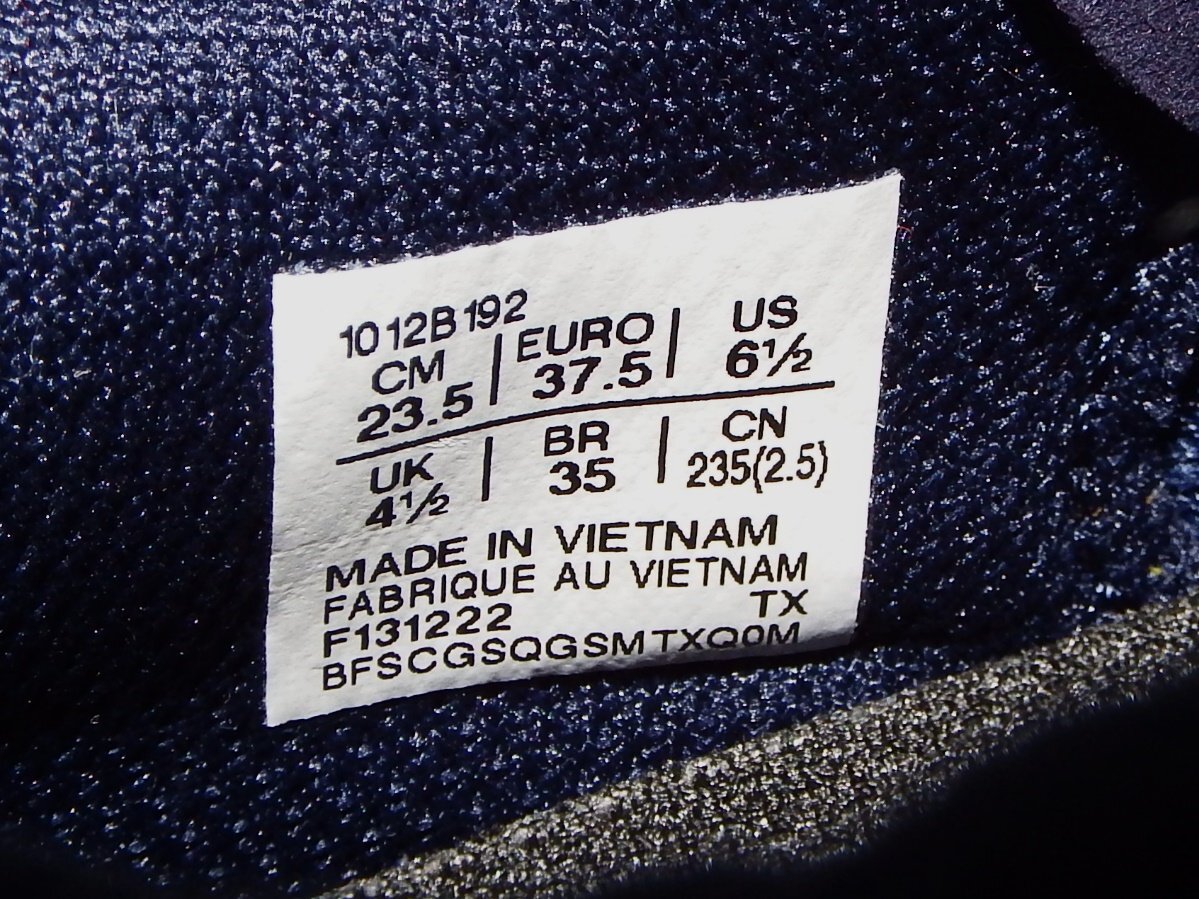 1012B192
CM | EURO | US
23.5 | 37.5 | 6½
UK | BR | CN
4½ | 35 | 235(2.5)
MADE IN VIETNAM
FABRIQUE AU VIETNAM
F131222 TX
BFSCGSQGSMTXQ0M